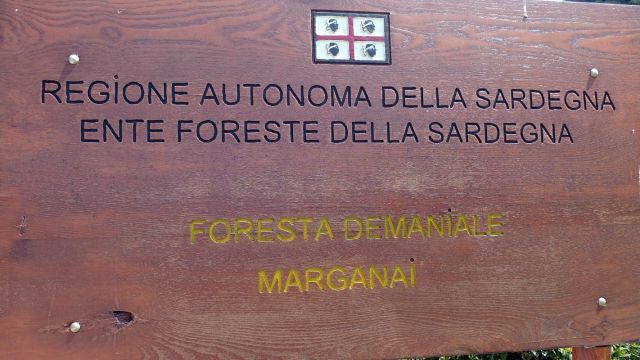 REGiONE AUTONOMA DELLA SARDEGNA
ENTE FORESTE DELLA SARDEGNA
FORESTA DEMANiALE
MARGANAi